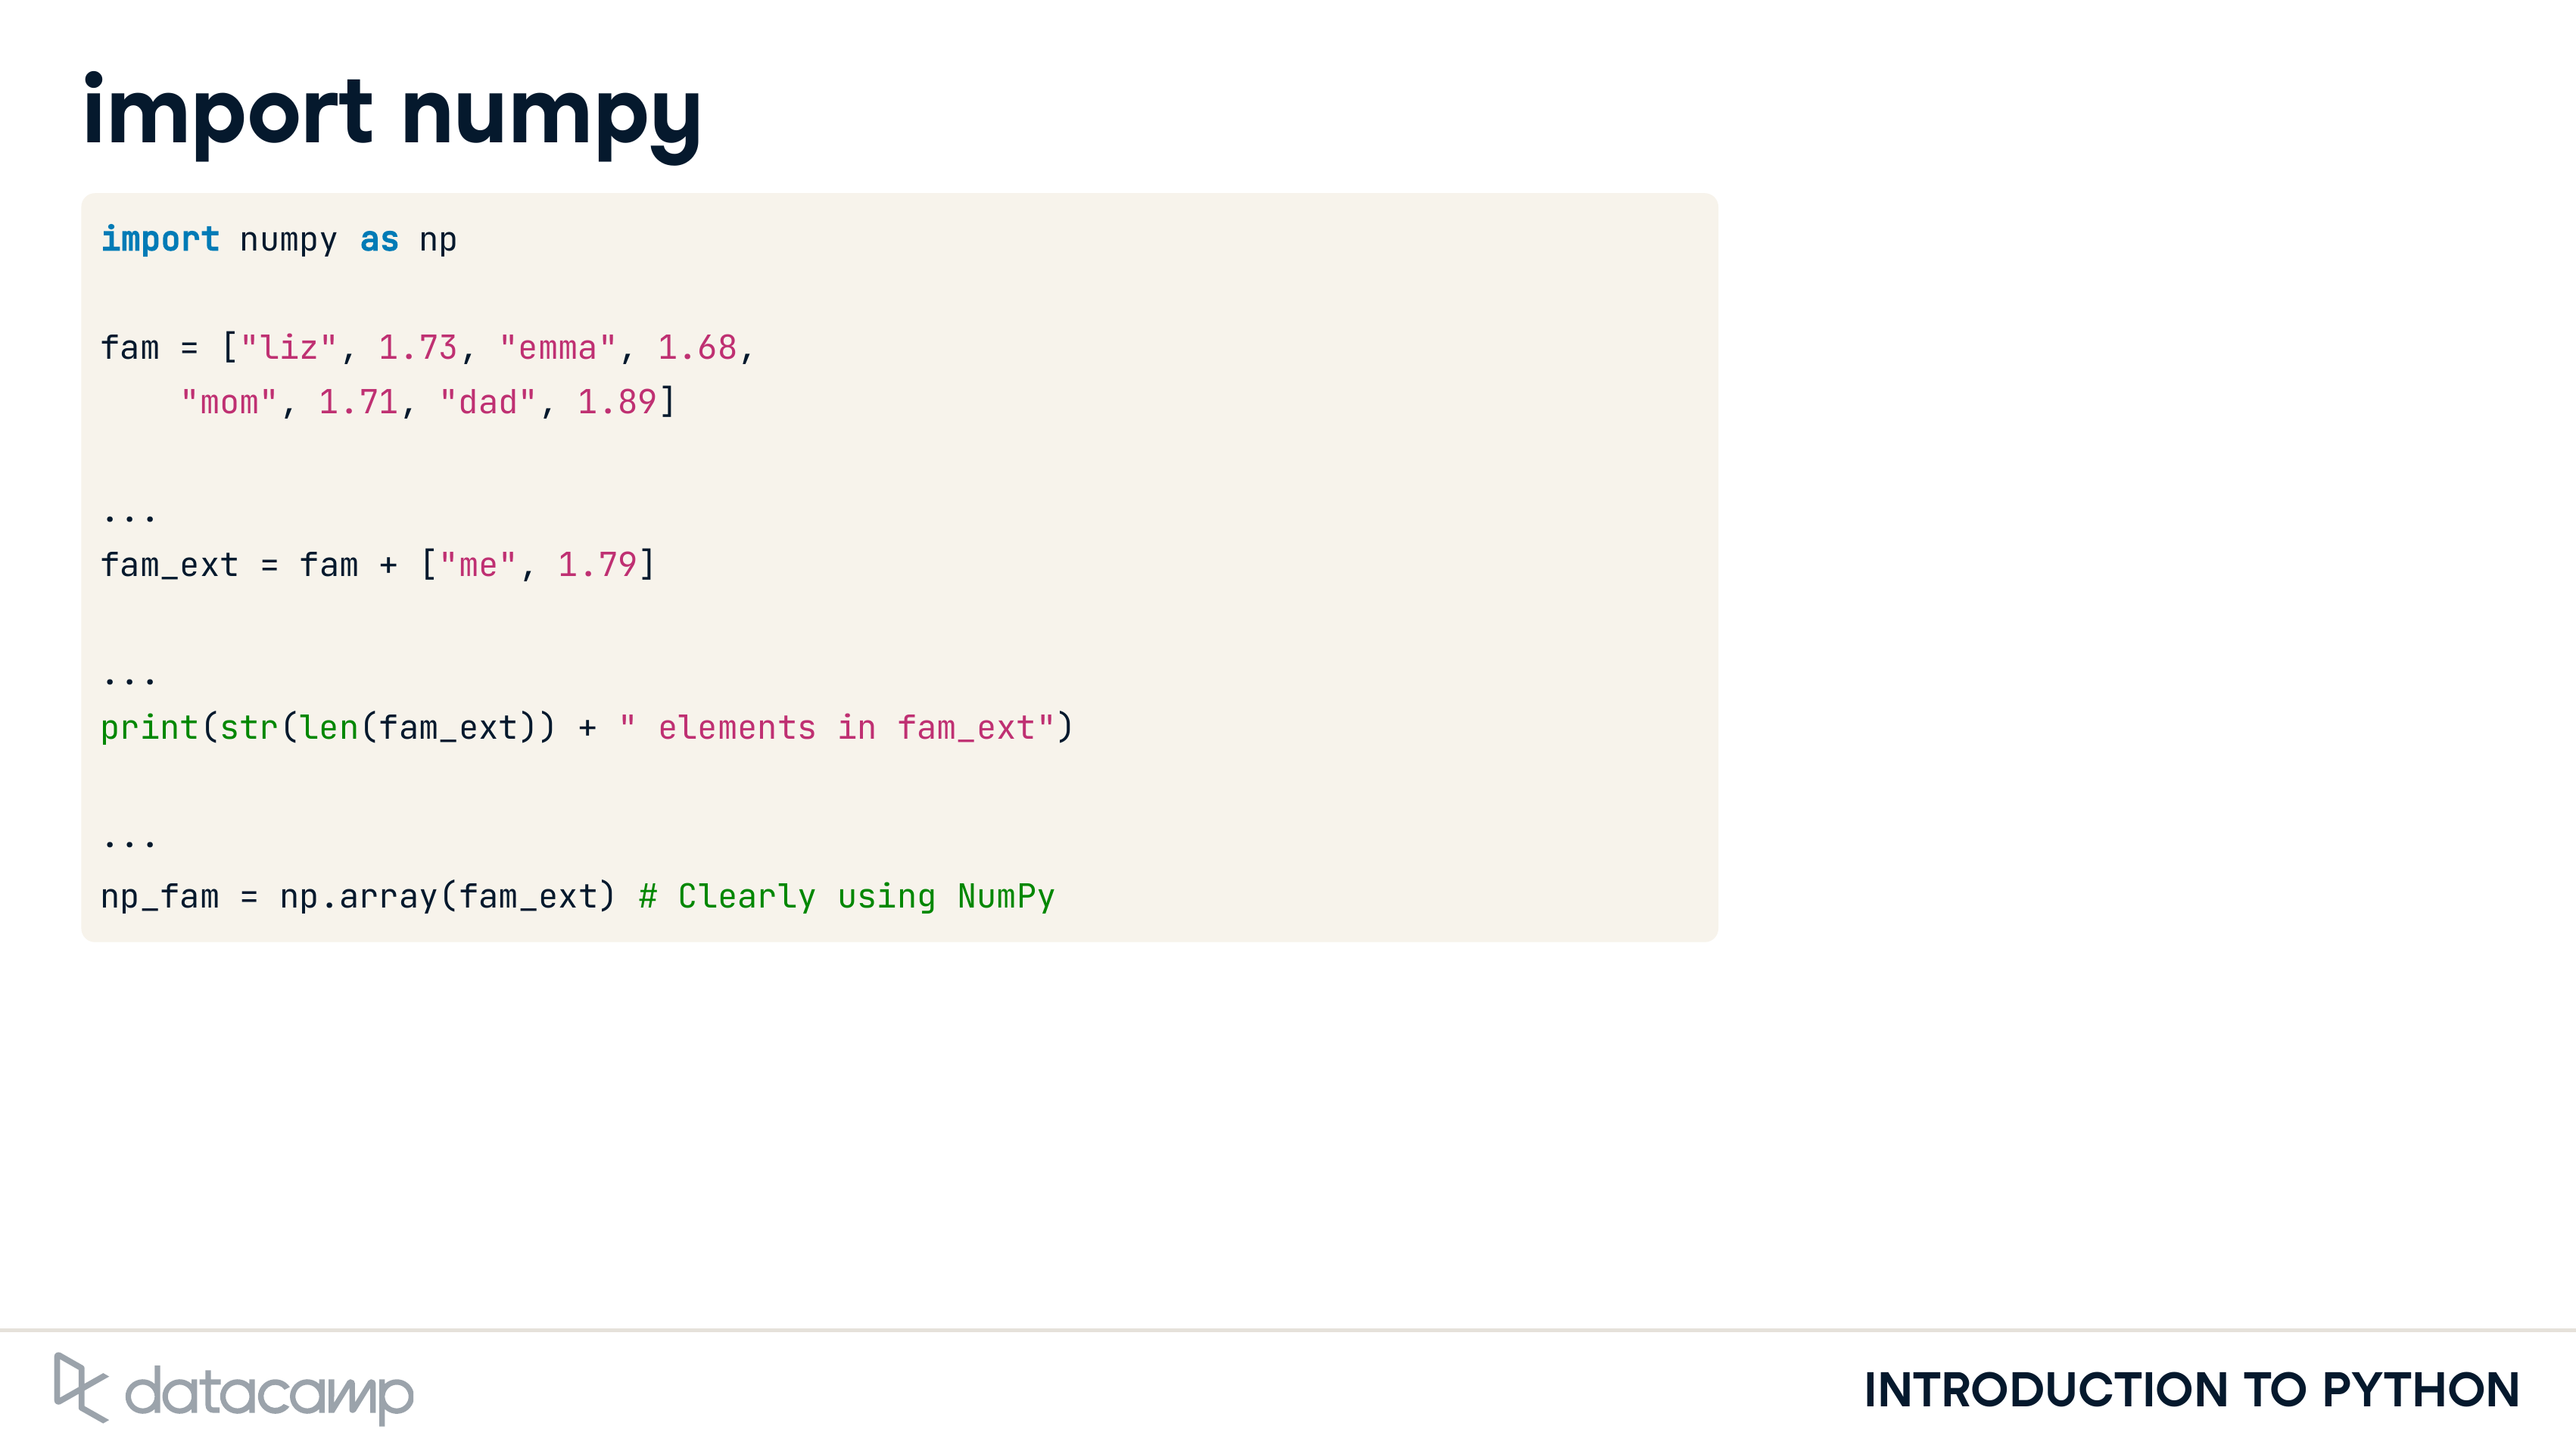 import numpy
import numpy as np
fam = ["liz", 1.73, "emma", 1.68,
    "mom", 1.71, "dad", 1.89]
...
fam_ext = fam + ["me", 1.79]
...
print(str(len(fam_ext)) + " elements in fam_ext")
...
np_fam = np.array(fam_ext) # Clearly using NumPy
datacamp
INTRODUCTION TO PYTHON